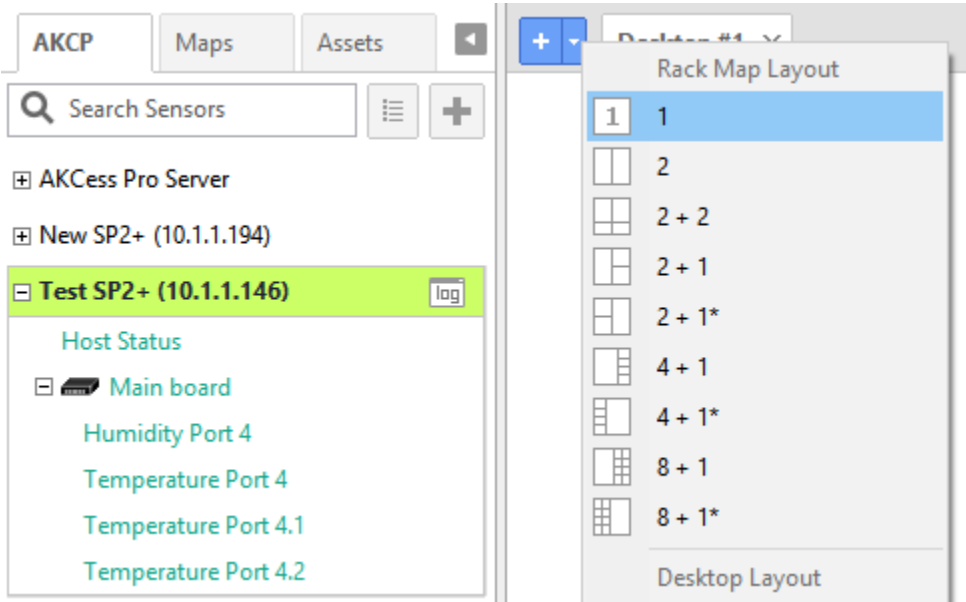 AKCP
Maps
Assets
Search Sensors
AKCess Pro Server
New SP2+ (10.1.1.194)
Test SP2+ (10.1.1.146)
log
Host Status
Main board
Humidity Port 4
Temperature Port 4
Temperature Port 4.1
Temperature Port 4.2
Desktop #1
Rack Map Layout
1 1
2
2 + 2
2 + 1
2 + 1*
4 + 1
4 + 1*
8 + 1
8 + 1*
Desktop Layout